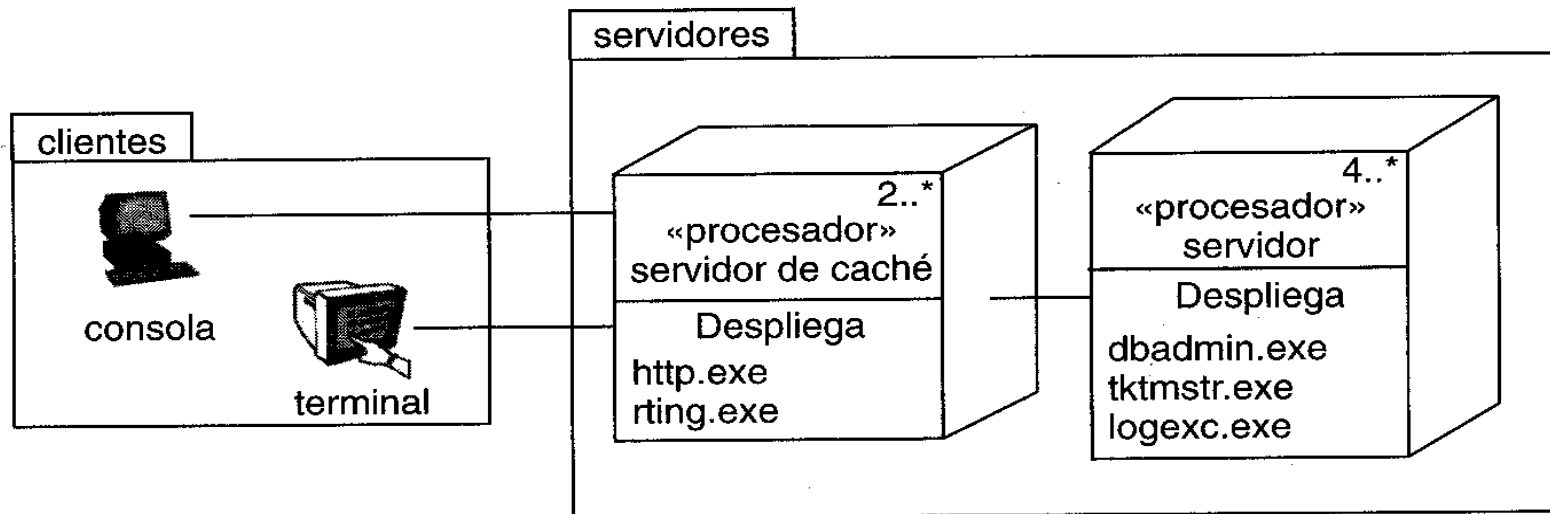 servidores
clientes
consola
terminal
2..*
«procesador»
servidor de caché
Despliega
http.exe
rting.exe
4..*
«procesador»
servidor
Despliega
dbadmin.exe
tktmstr.exe
logexc.exe